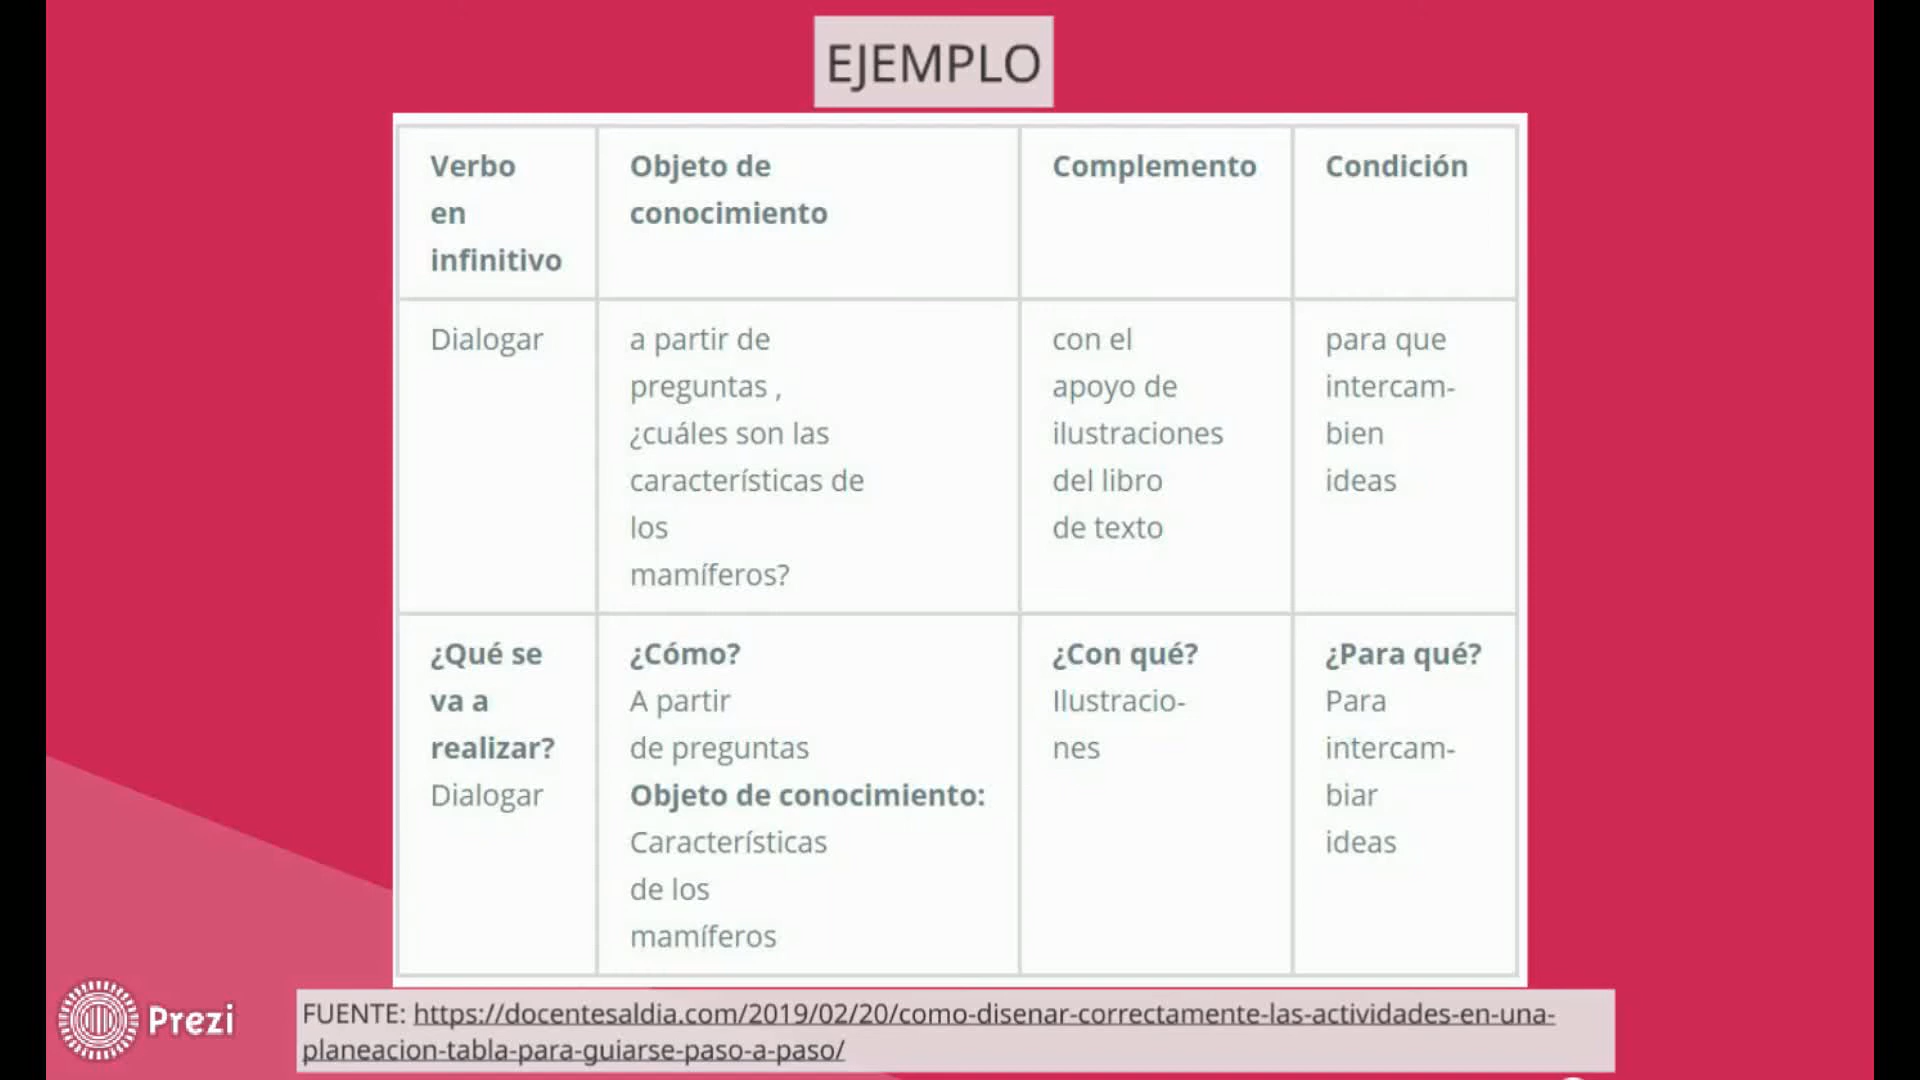 EJEMPLO
Verbo
en
infinitivo
Objeto de
conocimiento
Complemento
Condición
Dialogar
a partir de
preguntas ,
¿cuáles son las
características de
los
mamíferos?
con el
apoyo de
ilustraciones
del libro
de texto
para que
intercam-
bien
ideas
¿Qué se
va a
realizar?
Dialogar
¿Cómo?
A partir
de preguntas
Objeto de conocimiento:
Características
de los
mamíferos
¿Con qué?
Ilustracio-
nes
¿Para qué?
Para
intercam-
biar
ideas
Prezi
FUENTE: https://docentesaldia.com/2019/02/20/como-disenar-correctamente-las-actividades-en-una-
planeacion-tabla-para-guiarse-paso-a-paso/